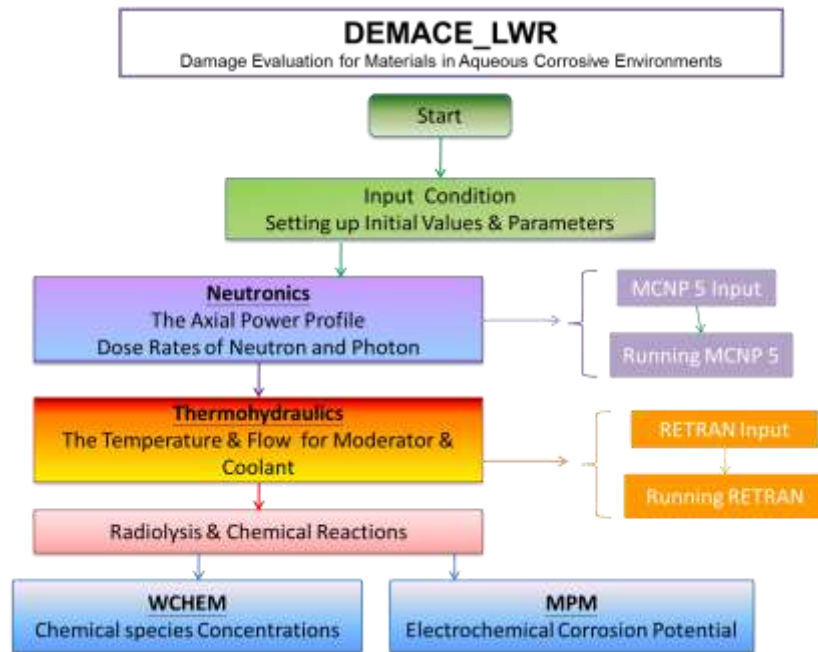 DEMACE_LWR
Damage Evaluation for Materials in Aqueous Corrosive Environments
Start
Input Condition
Setting up Initial Values & Parameters
Neutronics
The Axial Power Profile
Dose Rates of Neutron and Photon
MCNP 5 Input
Running MCNP 5
Thermohydraulics
The Temperature & Flow for Moderator &
Coolant
RETRAN Input
Running RETRAN
Radiolysis & Chemical Reactions
WCHEM
Chemical species Concentrations
MPM
Electrochemical Corrosion Potential